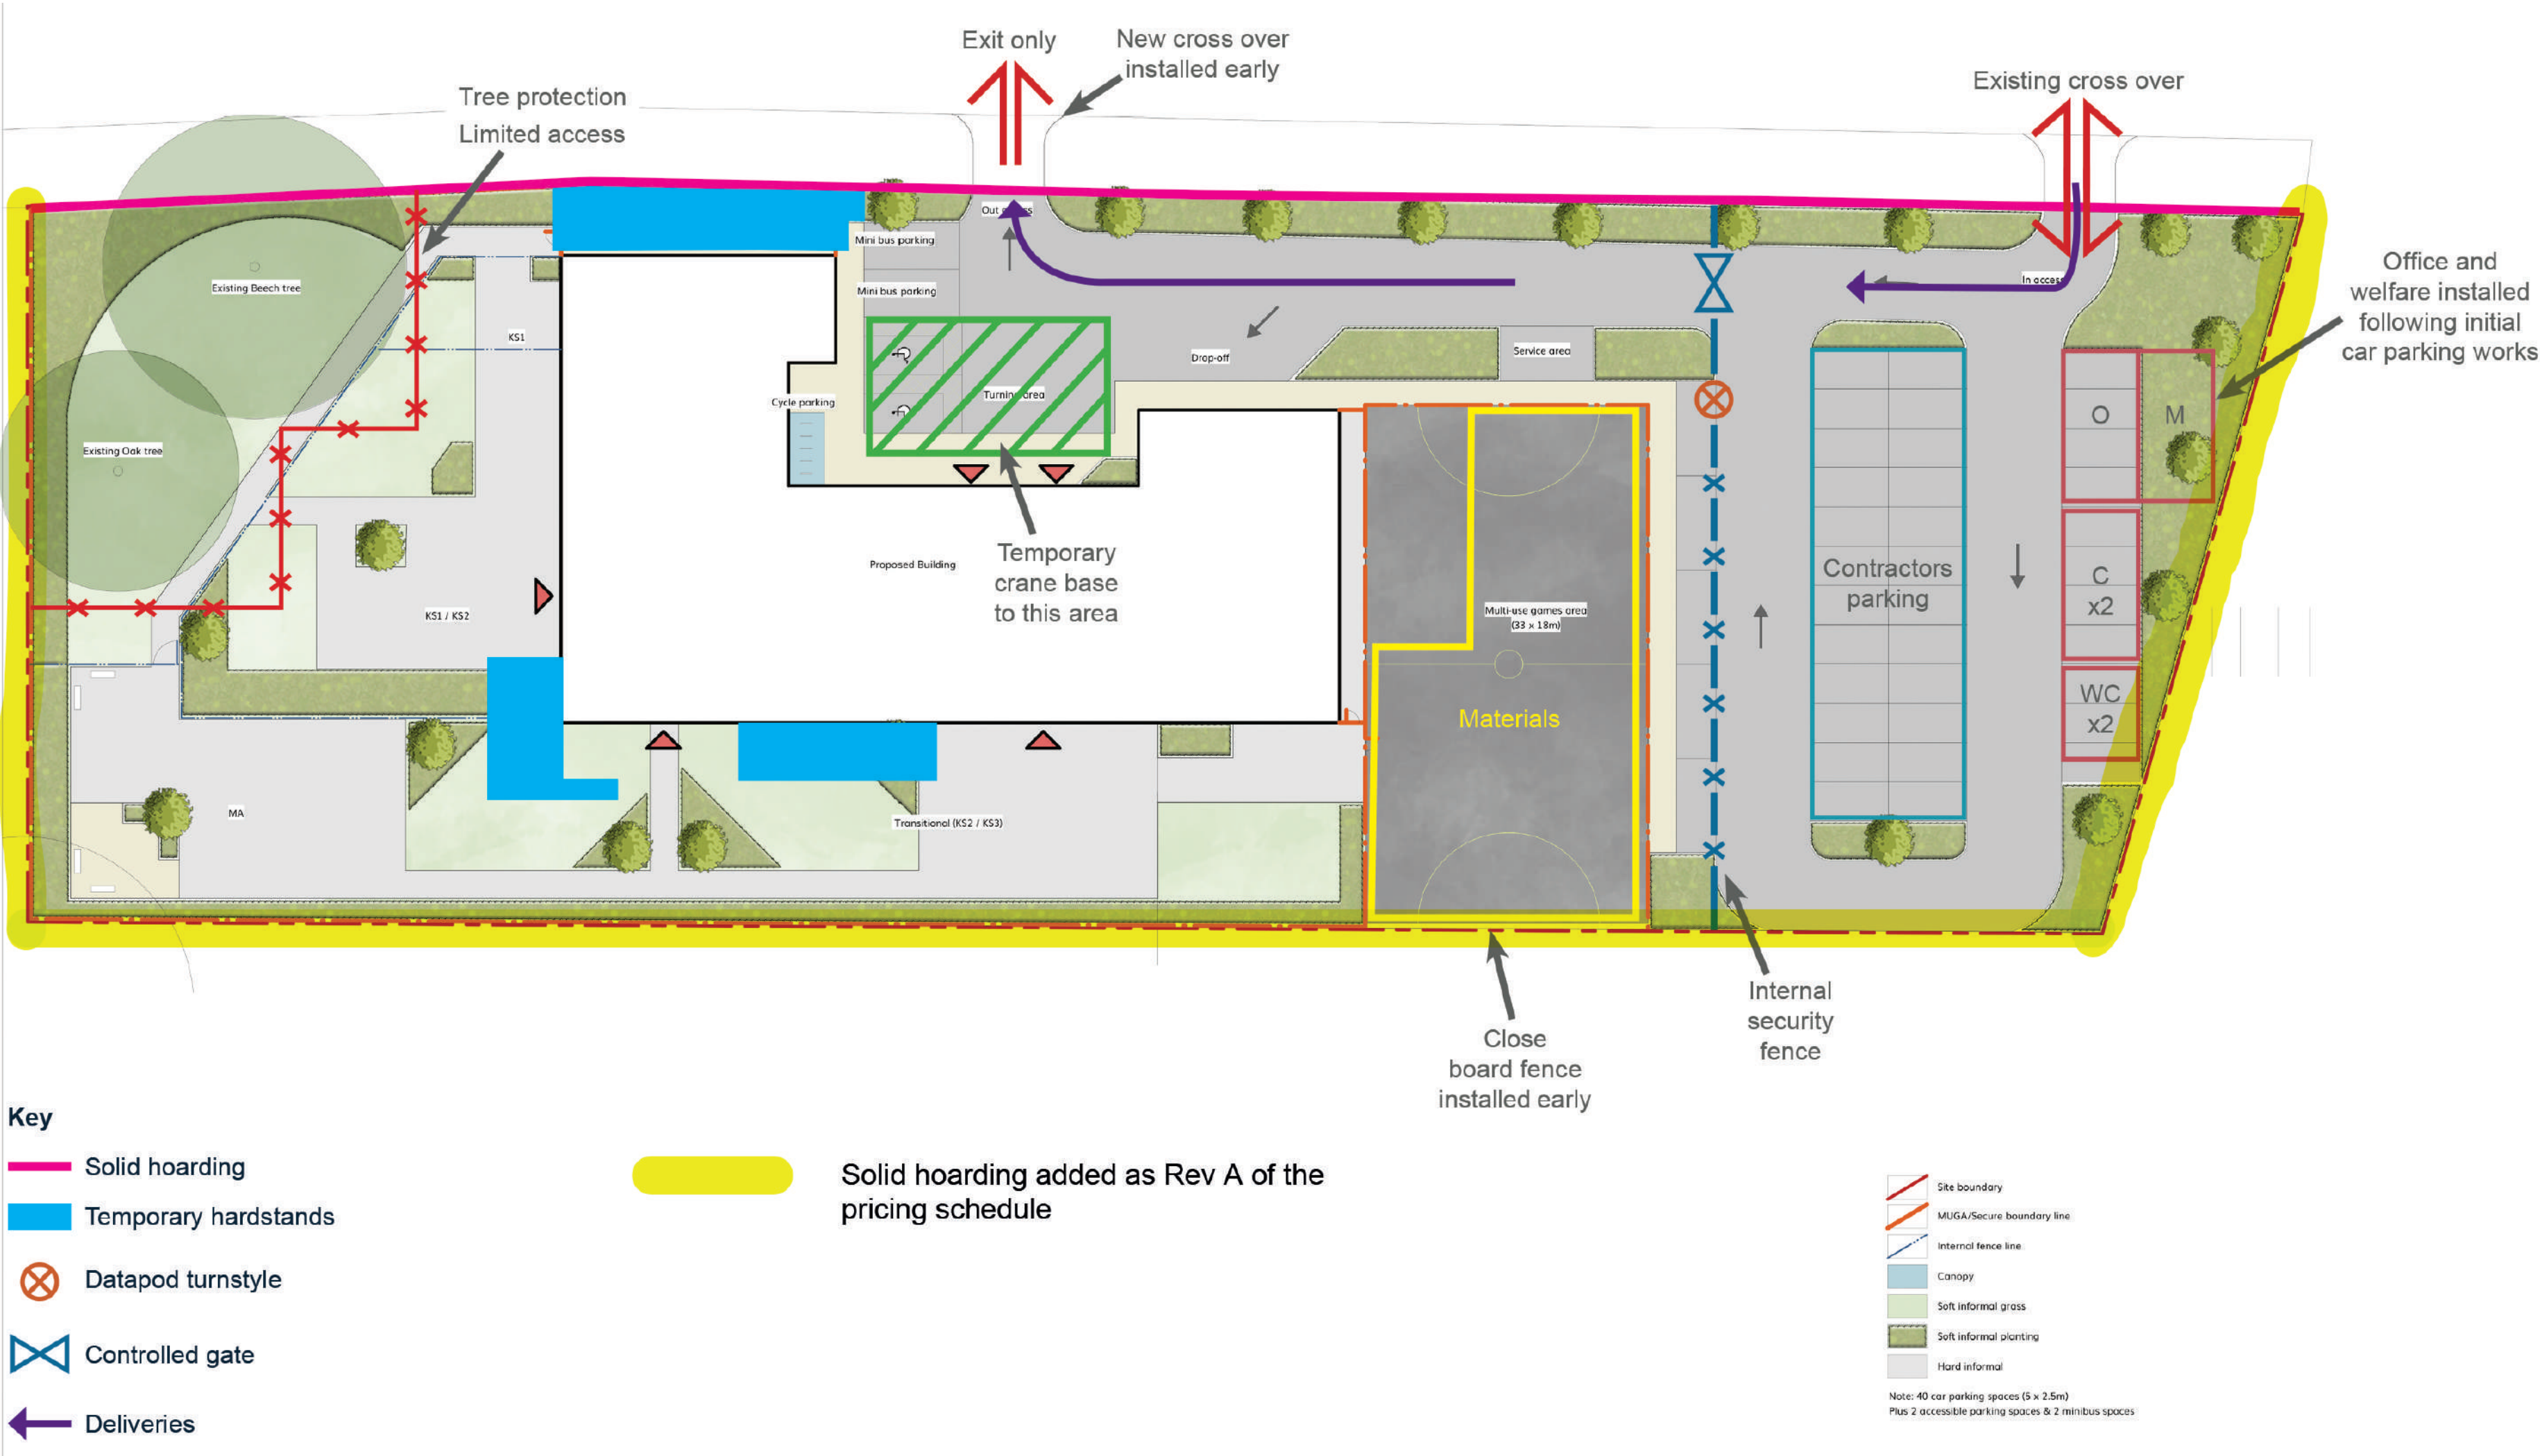 Exit only
New cross over
installed early
Existing cross over
Tree protection
Limited access
Out
Mini bus parking
Mini bus parking
Existing Beech tree
KS1
In access
Office and
welfare installed
following initial
car parking works
Drop-off
Service area
Cycle parking
Turning area
Existing Oak tree
O
M
Proposed Building
Temporary
crane base
to this area
Contractors
parking
C
x2
KS1 / KS2
Multi-use games area
(33 x 18m)
Materials
WC
x2
MA
Transitional (KS2 / KS3)
Internal
security
fence
Close
board fence
installed early
Key
Solid hoarding
Temporary hardstands
Datapod turnstyle
Controlled gate
Deliveries
Solid hoarding added as Rev A of the
pricing schedule
Site boundary
MUGA/Secure boundary line
Internal fence line
Canopy
Soft informal grass
Soft informal planting
Hard informal
Note: 40 car parking spaces (5 x 2.5m)
Plus 2 accessible parking spaces & 2 minibus spaces